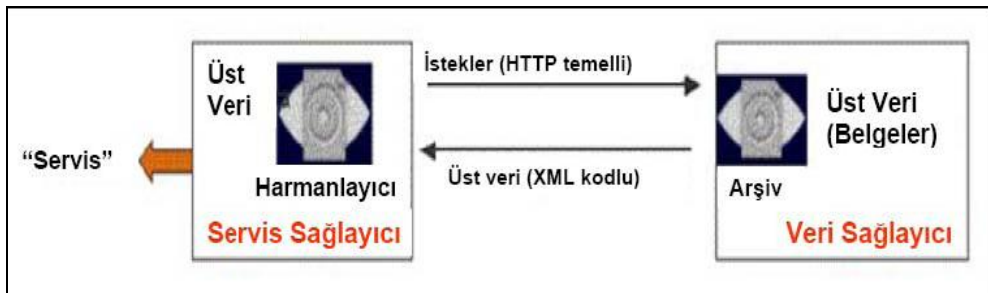 “Servis”
Üst
Veri
Harmanlayıcı
Servis Sağlayıcı
İstekler (HTTP temelli)
Üst veri (XML kodlu)
Üst Veri
(Belgeler)
Arşiv
Veri Sağlayıcı